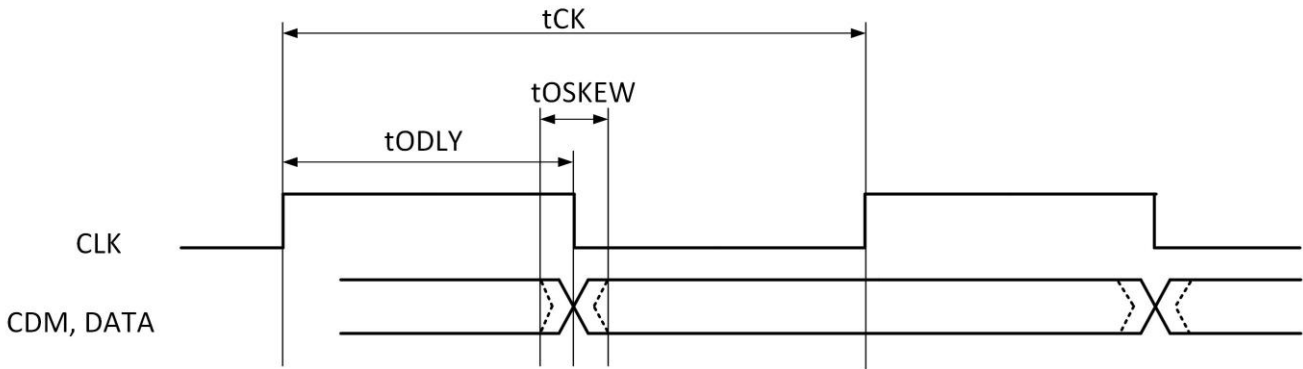 tCK
tOSKEW
tODLY
CLK
CDM, DATA